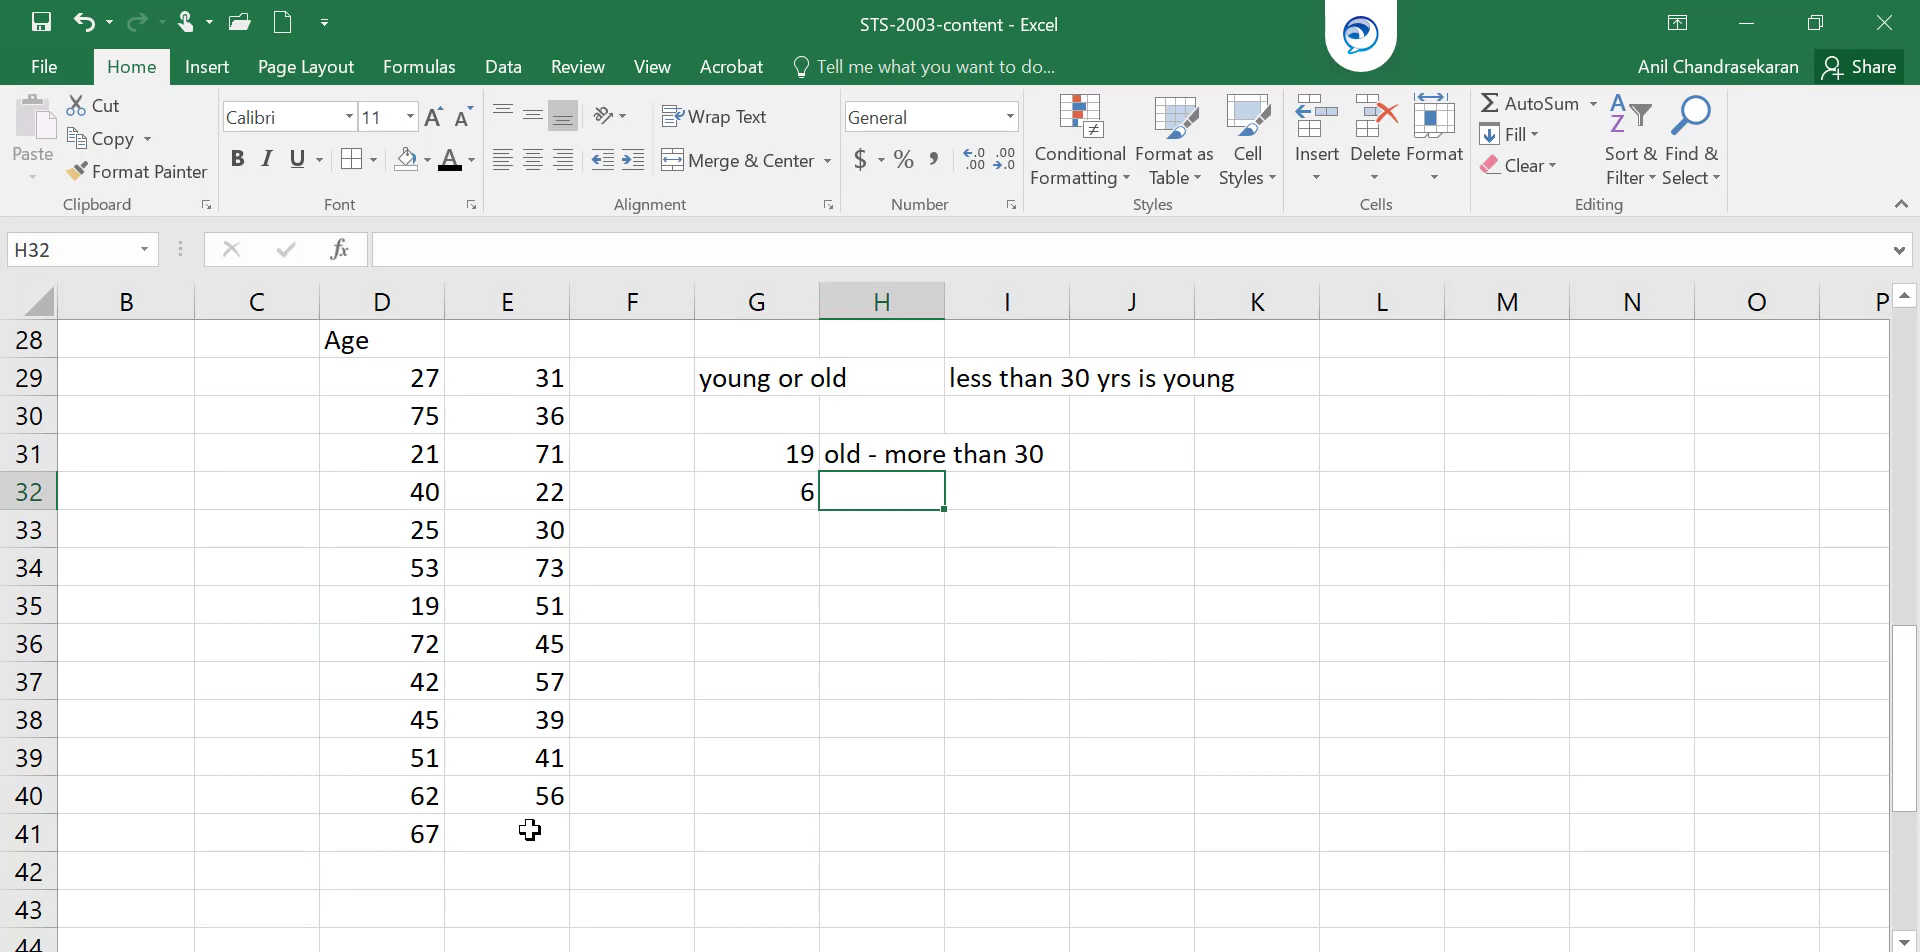 STS-2003-content - Excel
File Home Insert Page Layout Formulas Data Review View Acrobat Tell me what you want to do... Anil Chandrasekaran Share
Paste
Cut
Copy
Format Painter
Clipboard
Calibri 11 A A
B I U A
Font
Wrap Text
Merge & Center
Alignment
General
$ % , .0 .00 .00 .0
Number
Conditional Formatting
Format as Table
Cell Styles
Styles
Insert
Delete
Format
Cells
AutoSum
Fill
Clear
Sort & Filter
Find & Select
Editing
H32 fx
B C D E F G H I J K L M N O P
28 Age
29 27 31 young or old less than 30 yrs is young
30 75 36
31 21 71 19 old - more than 30
32 40 22 6
33 25 30
34 53 73
35 19 51
36 72 45
37 42 57
38 45 39
39 51 41
40 62 56
41 67
42
43
44